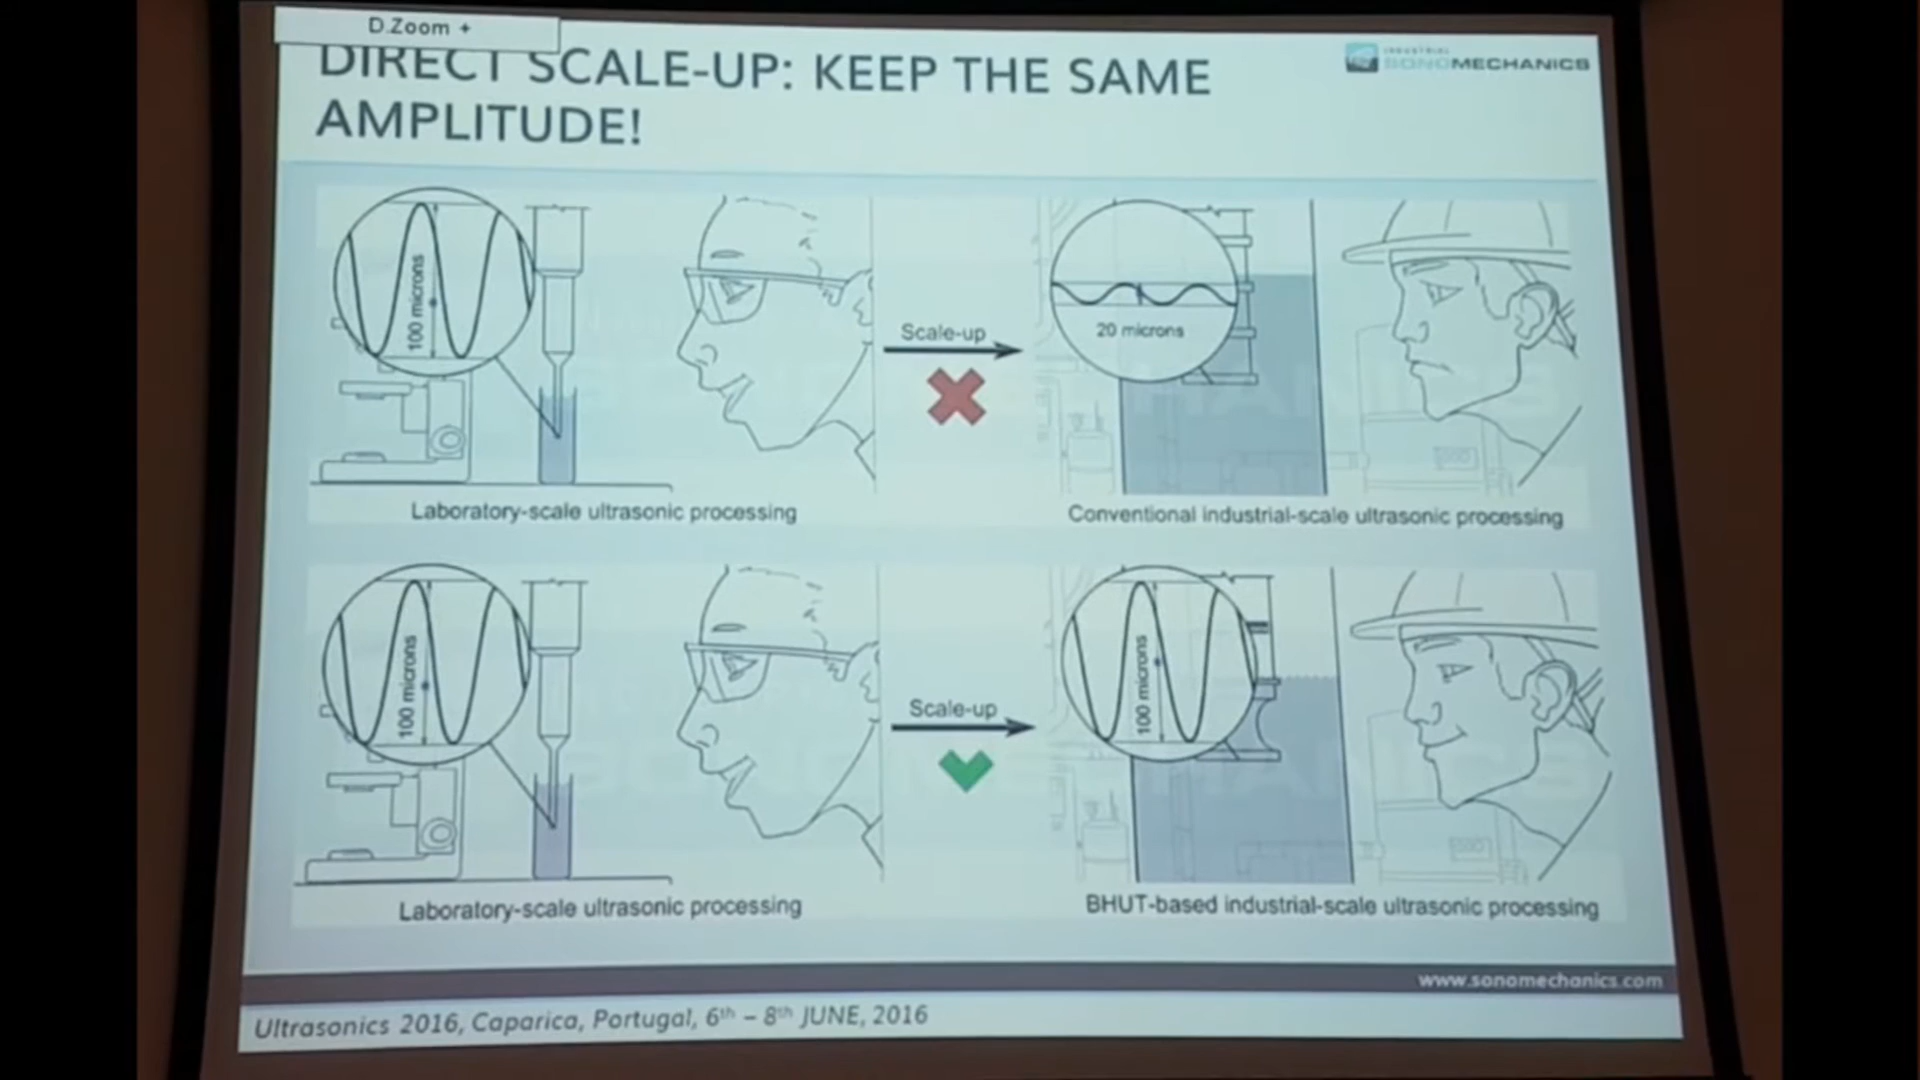 D.Zoom +
DIRECT SCALE-UP: KEEP THE SAME
AMPLITUDE!
INDUSTRIAL
SONOMECHANICS
100 microns
Scale-up
20 microns
Laboratory-scale ultrasonic processing
Conventional industrial-scale ultrasonic processing
100 microns
Scale-up
100 microns
Laboratory-scale ultrasonic processing
BHUT-based industrial-scale ultrasonic processing
www.sonomechanics.com
Ultrasonics 2016, Caparica, Portugal, 6th – 8th JUNE, 2016